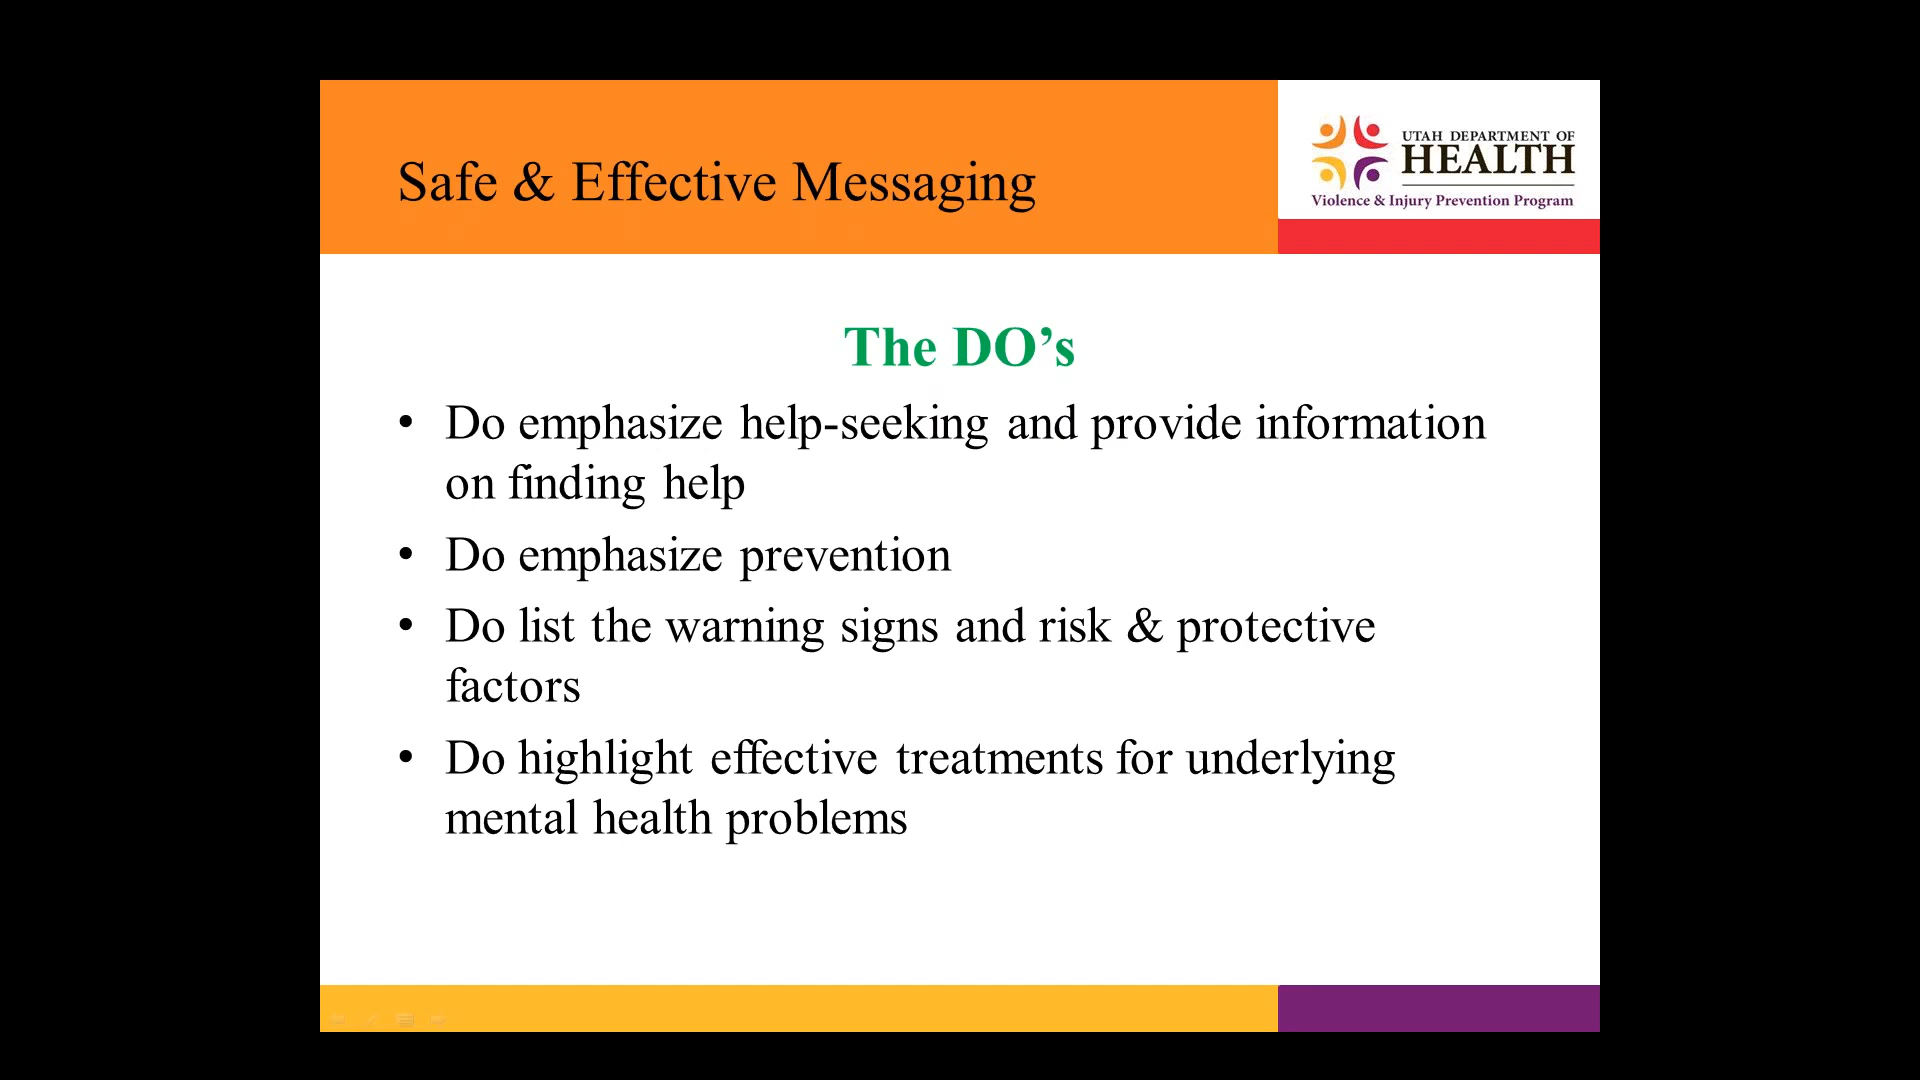 Safe & Effective Messaging
UTAH DEPARTMENT OF
HEALTH
Violence & Injury Prevention Program
The DO’s
• Do emphasize help-seeking and provide information
on finding help
• Do emphasize prevention
• Do list the warning signs and risk & protective
factors
• Do highlight effective treatments for underlying
mental health problems